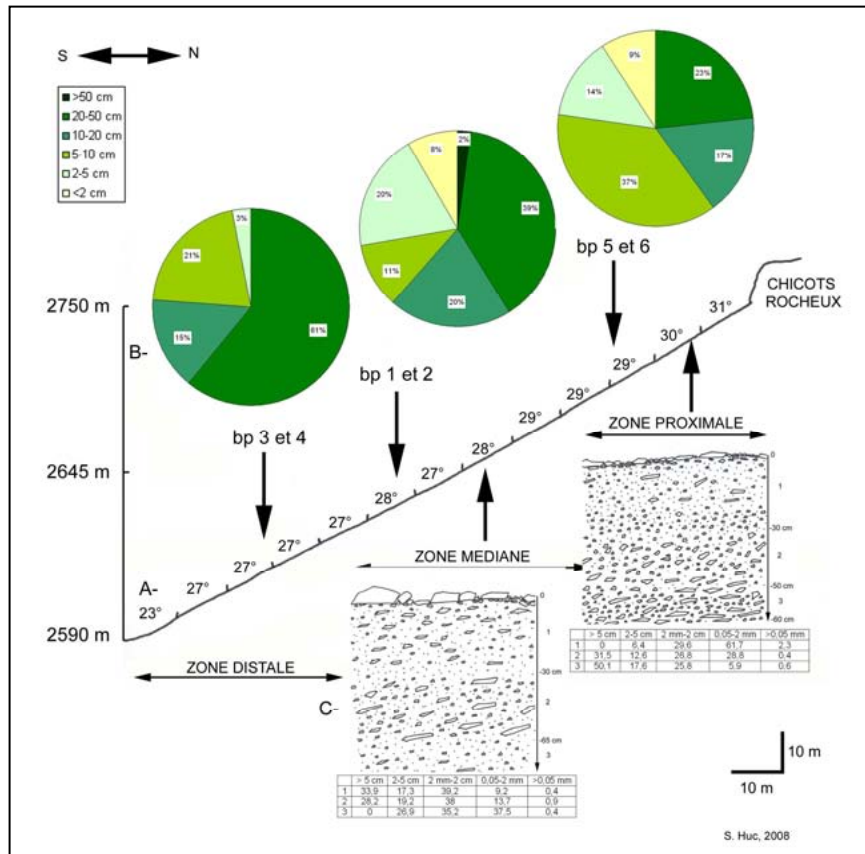 S N
>50 cm
20-50 cm
10-20 cm
5-10 cm
2-5 cm
<2 cm
9%
23%
14%
17%
37%
8%
2%
20%
39%
11%
20%
3%
21%
61%
15%
bp 5 et 6
CHICOTS
ROCHEUX
2750 m
B-
bp 1 et 2
bp 3 et 4
31°
30°
29°
29°
29°
28°
27°
28°
27°
27°
27°
27°
23°
2645 m
2590 m
A-
ZONE PROXIMALE
0
1
-30 cm
2
-50 cm
3
-60 cm
> 5 cm 2-5 cm 2 mm-2 cm 0,05-2 mm >0,05 mm
1 0 6,4 29,6 61,7 2,3
2 31,5 12,6 26,8 28,8 0,4
3 50,1 17,6 25,8 5,9 0,6
ZONE MEDIANE
ZONE DISTALE
C-
0
1
-30 cm
2
-65 cm
3
> 5 cm 2-5 cm 2 mm-2 cm 0,05-2 mm >0,05 mm
1 33,9 17,3 39,2 9,2 0,4
2 28,2 19,2 38 13,7 0,9
3 0 26,9 35,2 37,5 0,4
10 m
10 m
S. Huc, 2008